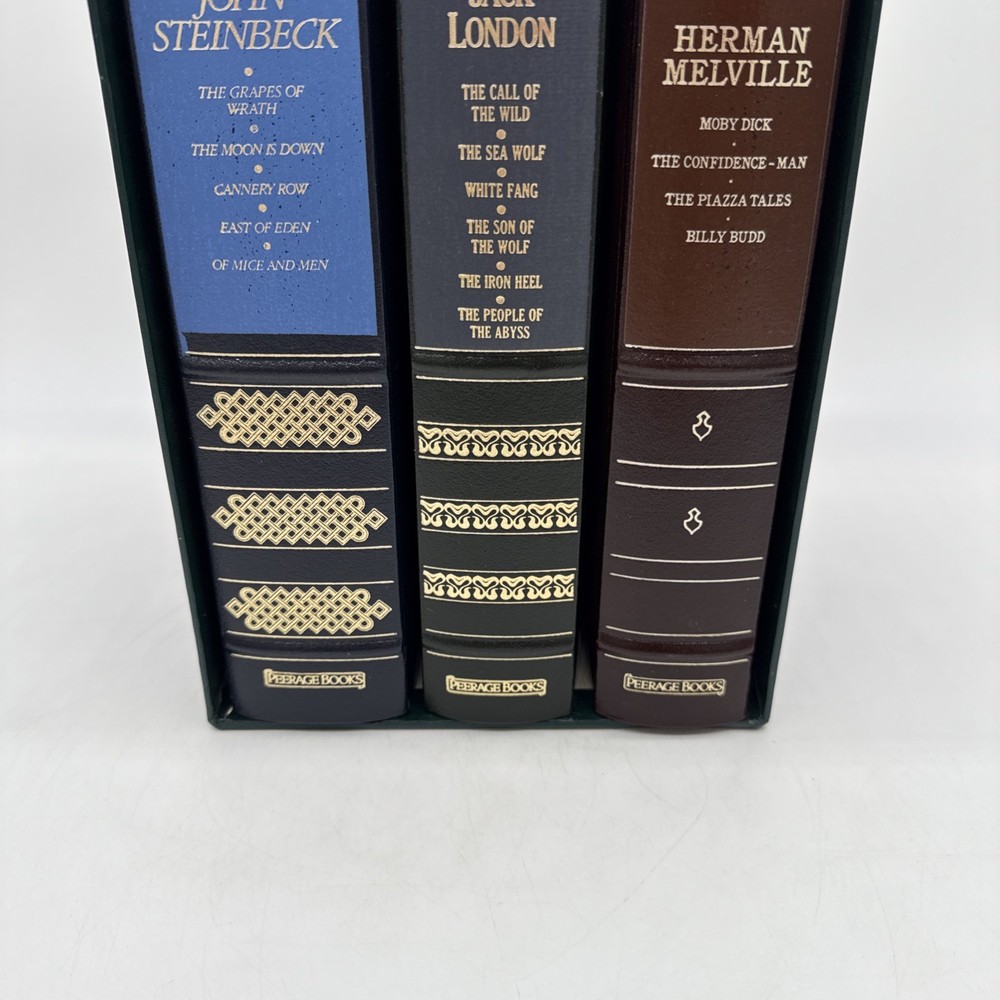 JOHN
STEINBECK
THE GRAPES OF
WRATH
THE MOON IS DOWN
CANNERY ROW
EAST OF EDEN
OF MICE AND MEN
PEERAGE BOOKS
JACK
LONDON
THE CALL OF
THE WILD
THE SEA WOLF
WHITE FANG
THE SON OF
THE WOLF
THE IRON HEEL
THE PEOPLE OF
THE ABYSS
PEERAGE BOOKS
HERMAN
MELVILLE
MOBY DICK
THE CONFIDENCE-MAN
THE PIAZZA TALES
BILLY BUDD
PEERAGE BOOKS